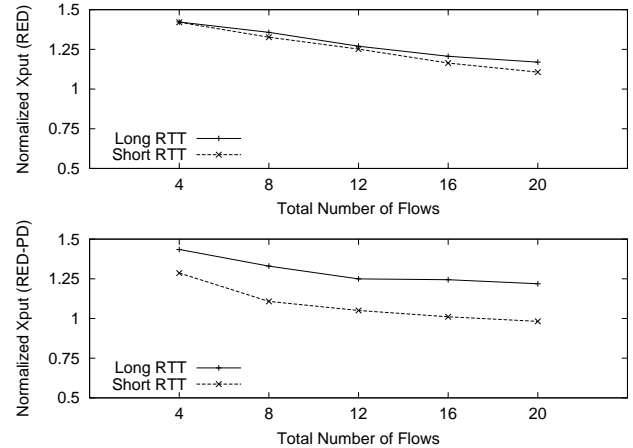 Normalized Xput (RED)
1.5
1.25
1
0.75
0.5
Long RTT
Short RTT
4 8 12 16 20
Total Number of Flows
Normalized Xput (RED-PD)
1.5
1.25
1
0.75
0.5
Long RTT
Short RTT
4 8 12 16 20
Total Number of Flows